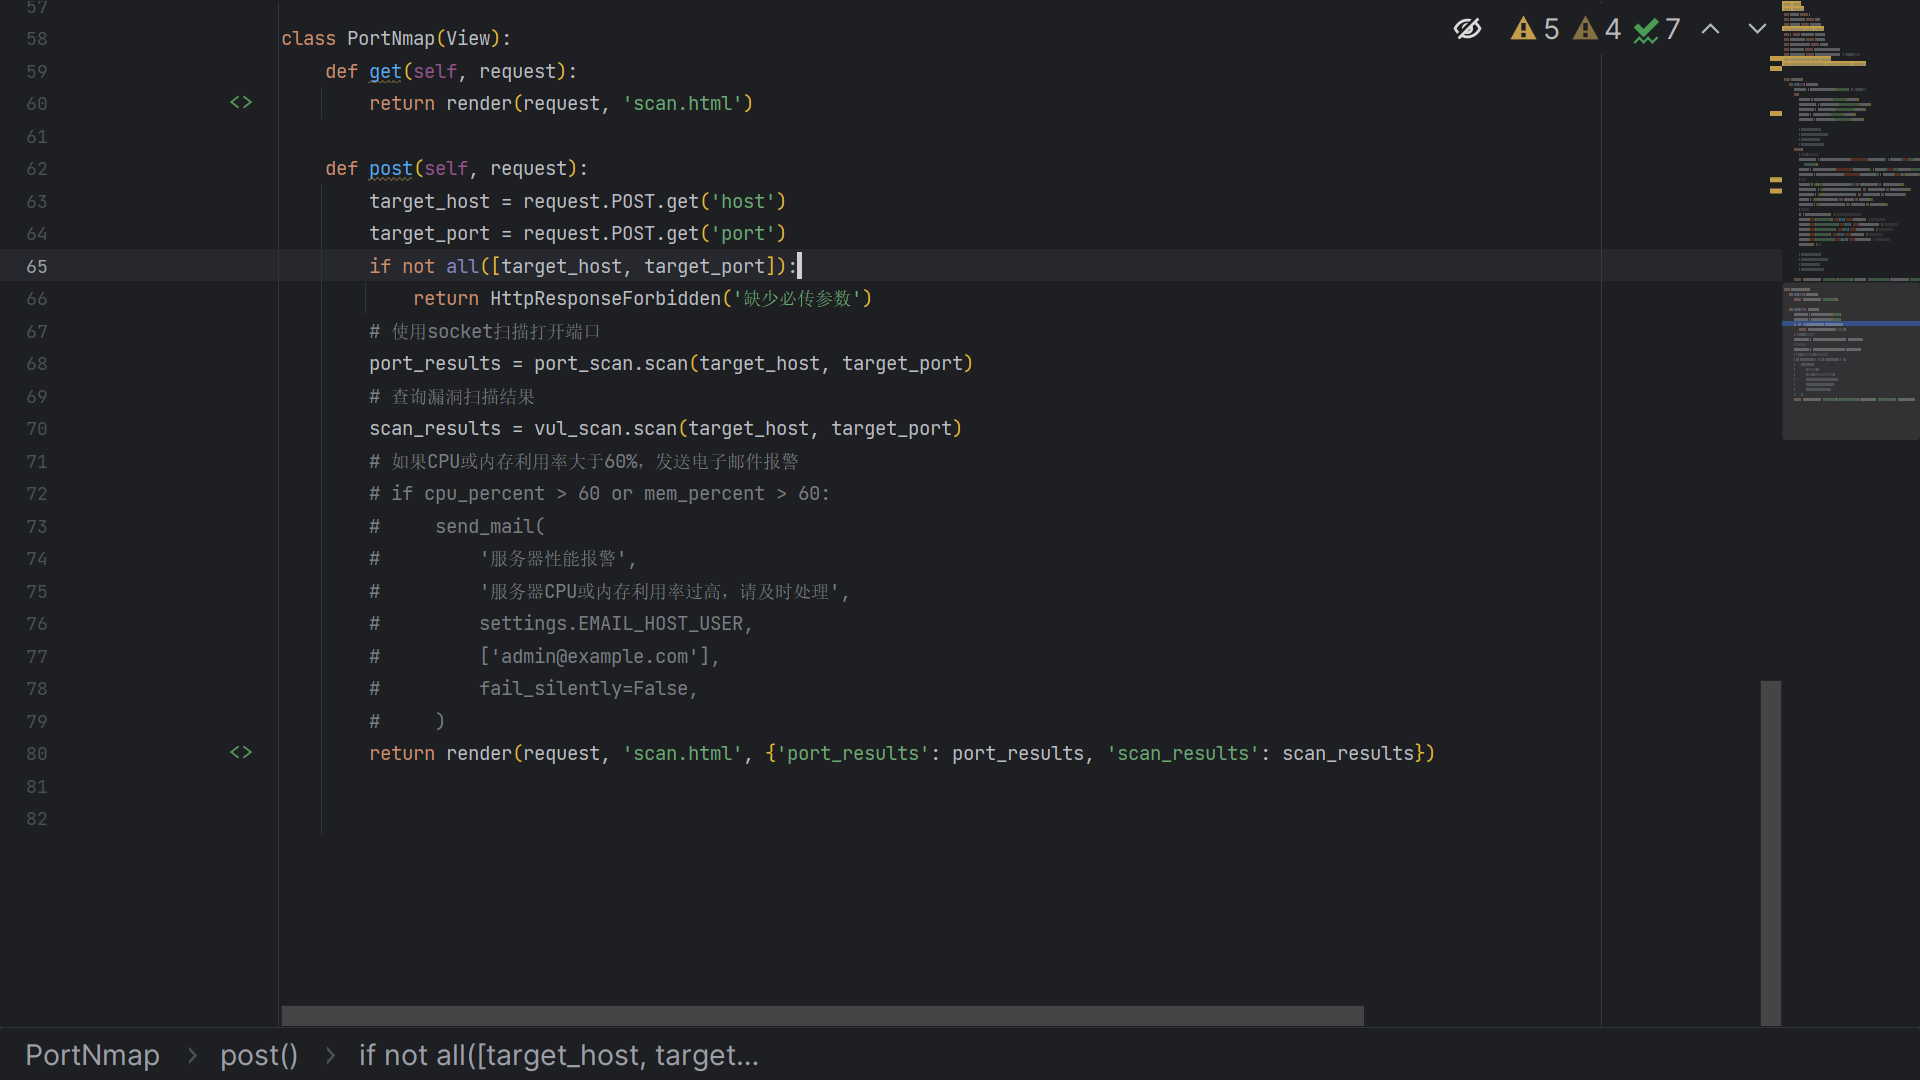 57
58 class PortNmap(View):
59 def get(self, request):
60 return render(request, 'scan.html')
61
62 def post(self, request):
63 target_host = request.POST.get('host')
64 target_port = request.POST.get('port')
65 if not all([target_host, target_port]):
66 return HttpResponseForbidden('缺少必传参数')
67 # 使用socket扫描打开端口
68 port_results = port_scan.scan(target_host, target_port)
69 # 查询漏洞扫描结果
70 scan_results = vul_scan.scan(target_host, target_port)
71 # 如果CPU或内存利用率大于60%，发送电子邮件报警
72 # if cpu_percent > 60 or mem_percent > 60:
73 # send_mail(
74 # '服务器性能报警',
75 # '服务器CPU或内存利用率过高，请及时处理',
76 # settings.EMAIL_HOST_USER,
77 # ['admin@example.com'],
78 # fail_silently=False,
79 # )
80 return render(request, 'scan.html', {'port_results': port_results, 'scan_results': scan_results})
81
82
5 4 7
PortNmap > post() > if not all([target_host, target...